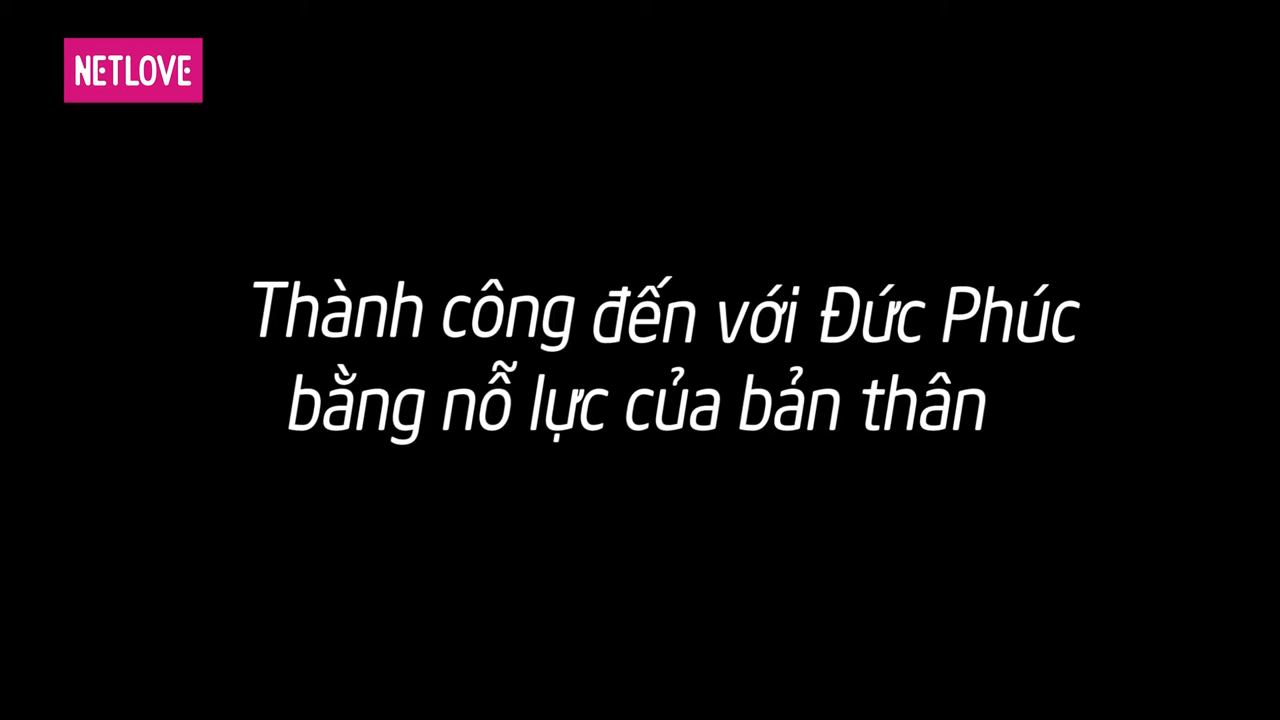 NETLOVE
Thành công đến với Đức Phúc
bằng nỗ lực của bản thân